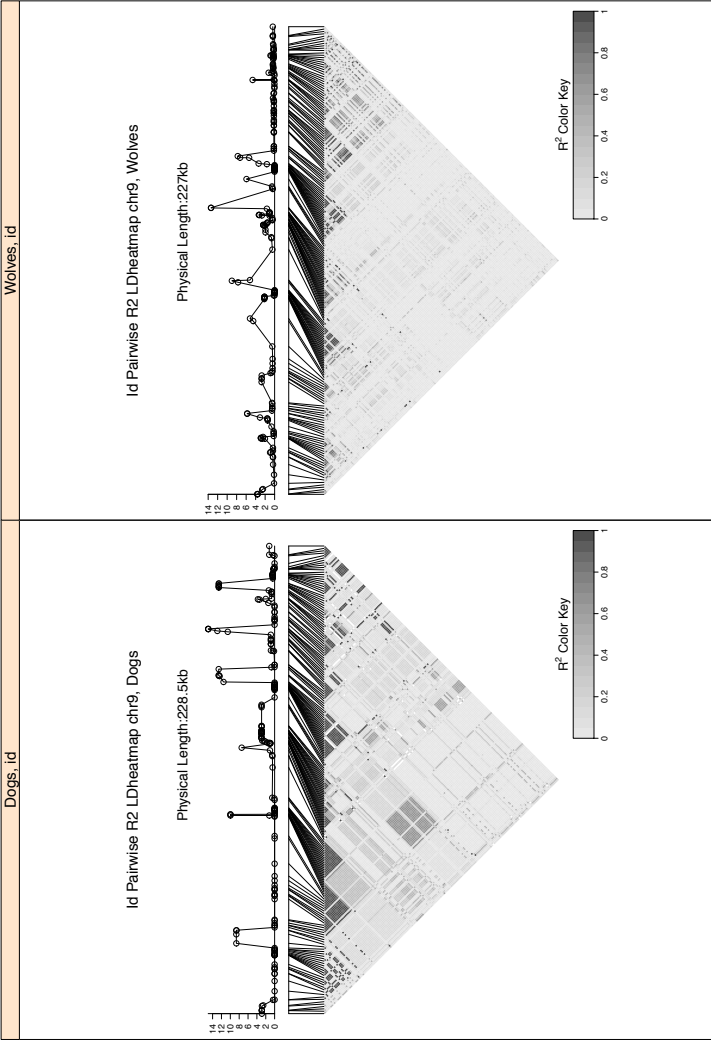 Dogs, id
Id Pairwise R2 LDheatmap chr9, Dogs
Physical Length:228.5kb
14
12
10
8
6
4
2
0
R² Color Key
0 0.2 0.4 0.6 0.8 1
Wolves, id
Id Pairwise R2 LDheatmap chr9, Wolves
Physical Length:227kb
14
12
10
8
6
4
2
0
R² Color Key
0 0.2 0.4 0.6 0.8 1